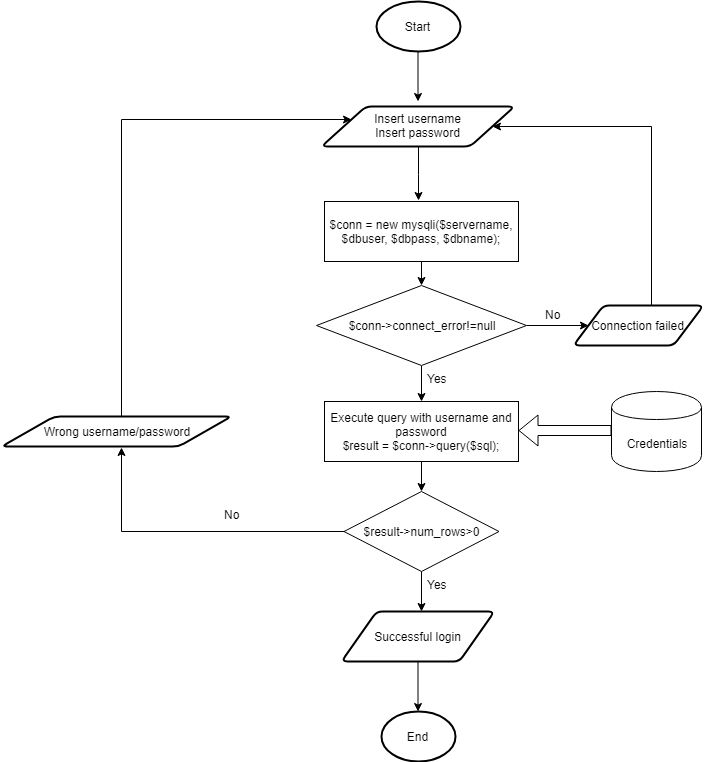 Start
Insert username
Insert password
$conn = new mysqli($servername,
$dbuser, $dbpass, $dbname);
$conn->connect_error!=null
No
Connection failed
Yes
Execute query with username and
password
$result = $conn->query($sql);
Credentials
Wrong username/password
No
$result->num_rows>0
Yes
Successful login
End